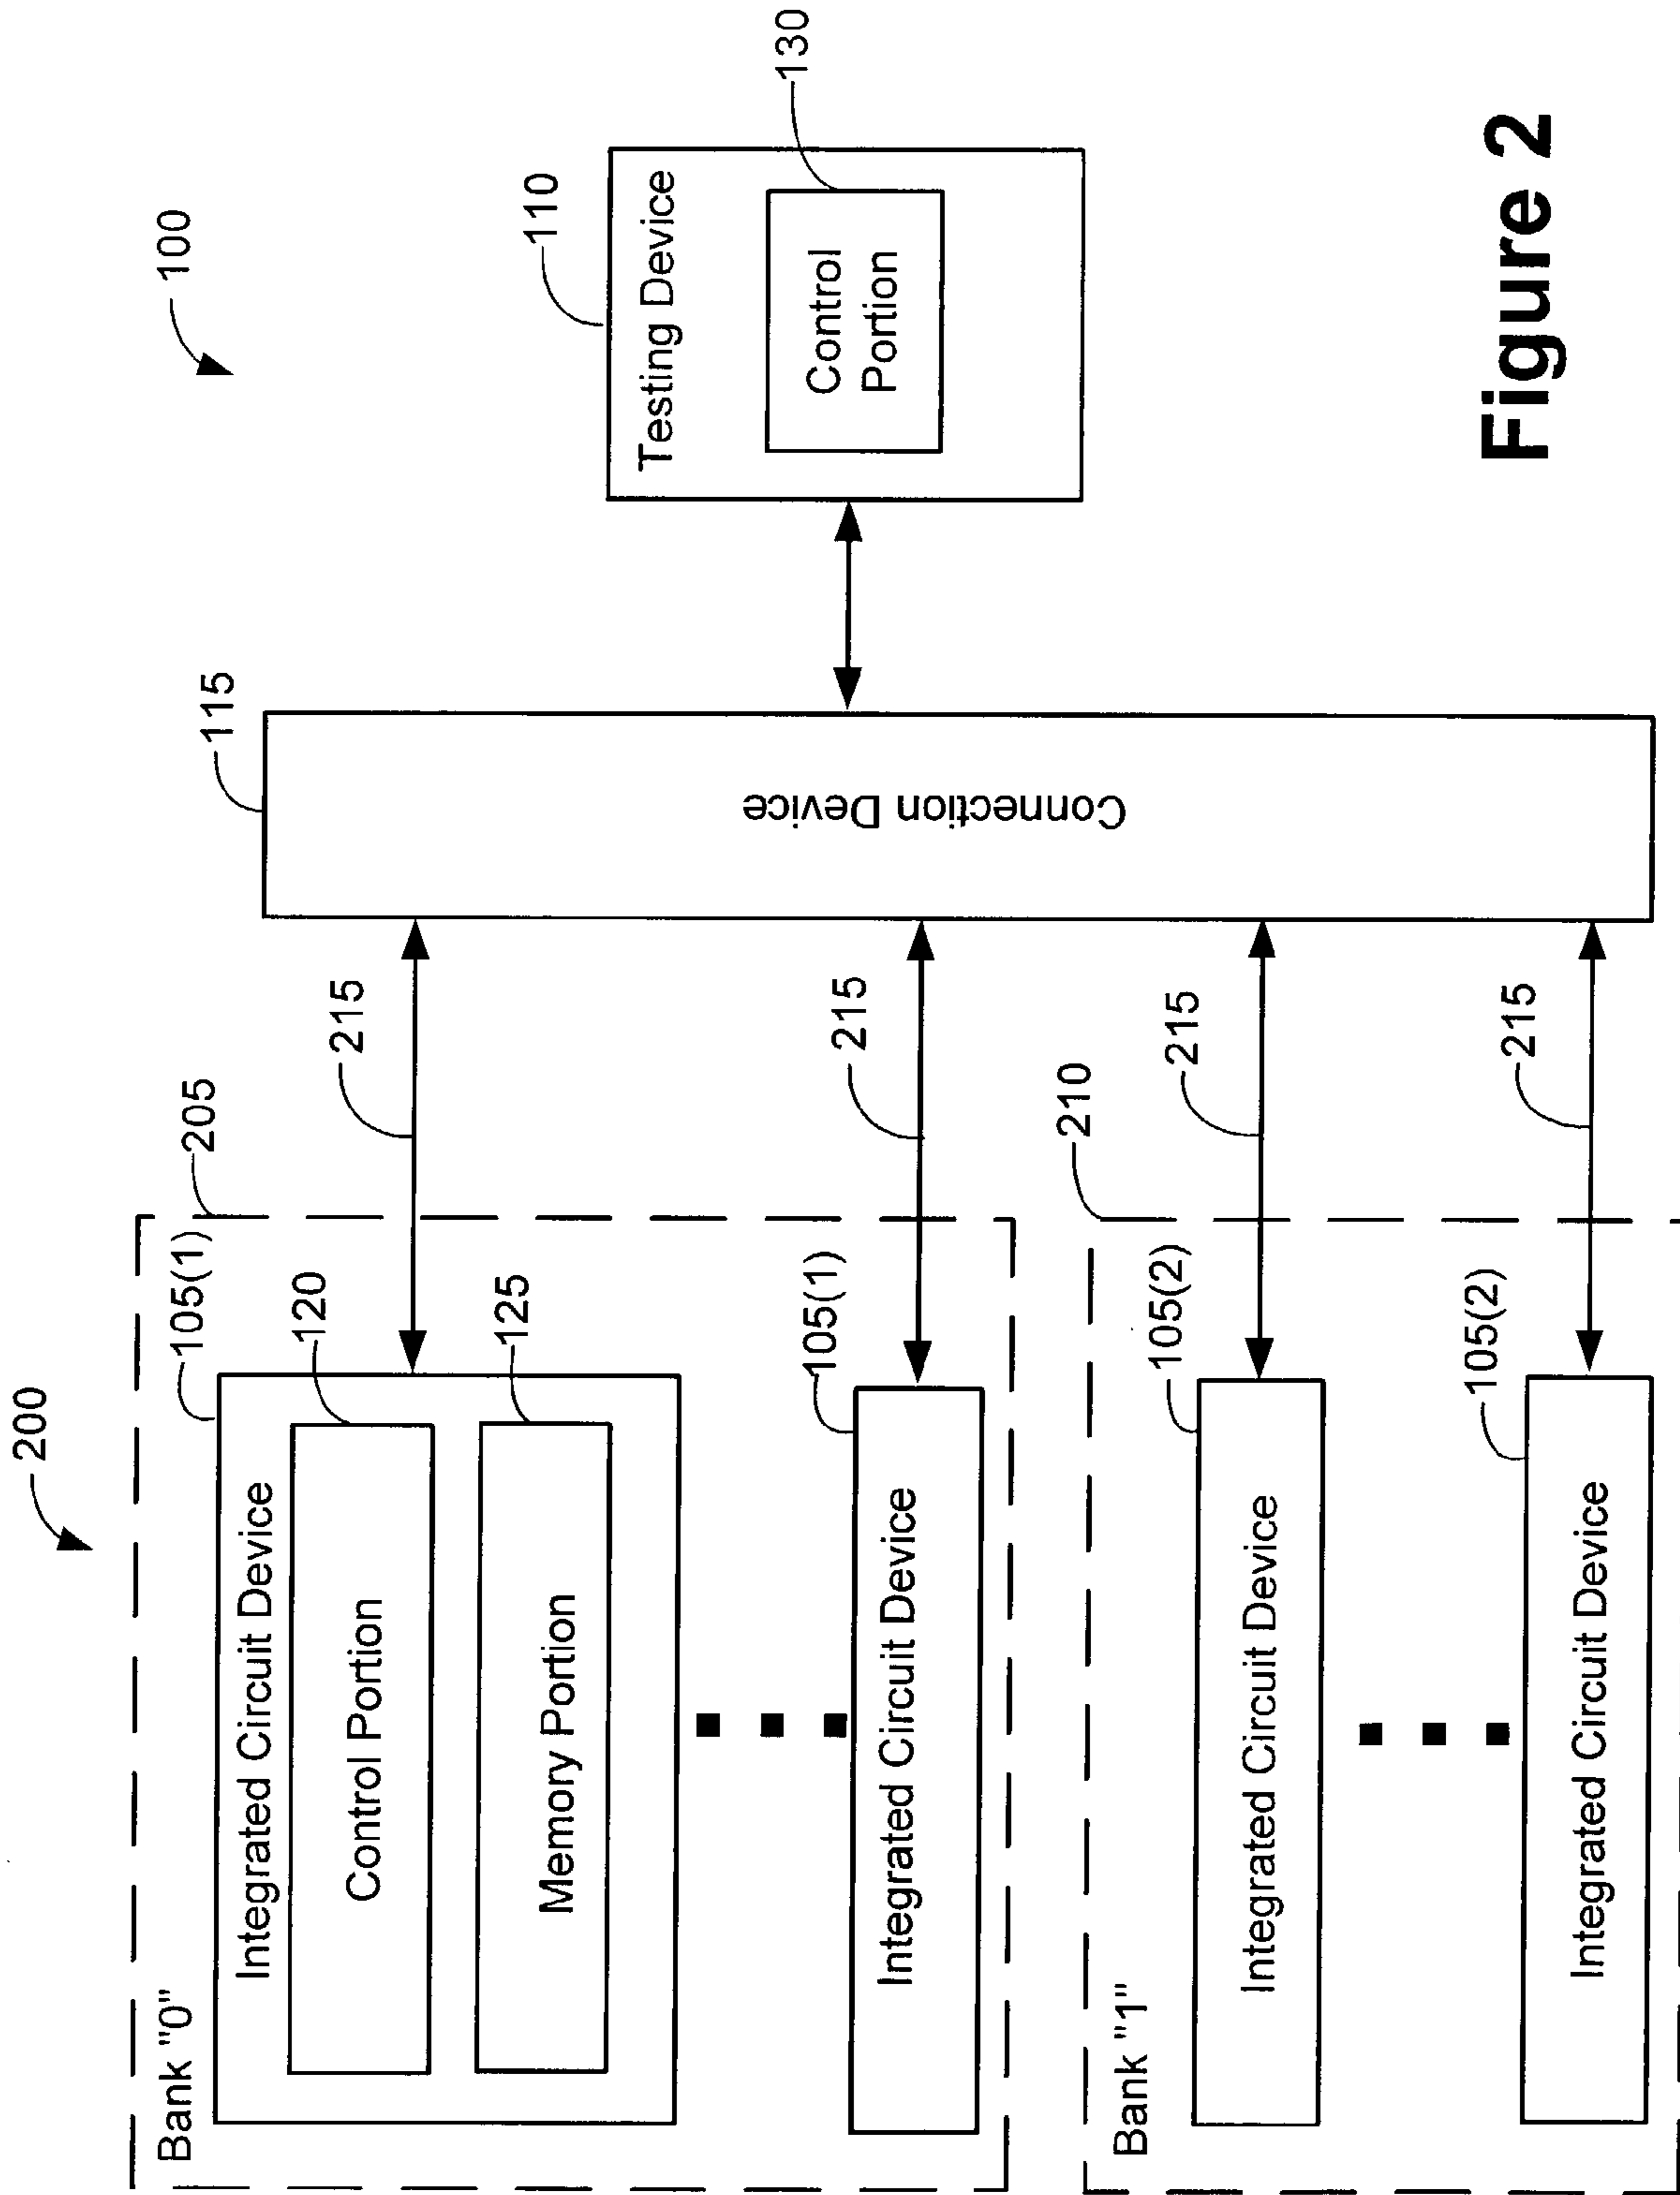 200
100
Bank "0"
205
105(1)
Integrated Circuit Device
120
Control Portion
125
Memory Portion
215
115
110
Testing Device
130
Control
Portion
Connection Device
105(1)
Integrated Circuit Device
215
Bank "1"
210
105(2)
Integrated Circuit Device
215
105(2)
Integrated Circuit Device
215
Figure 2